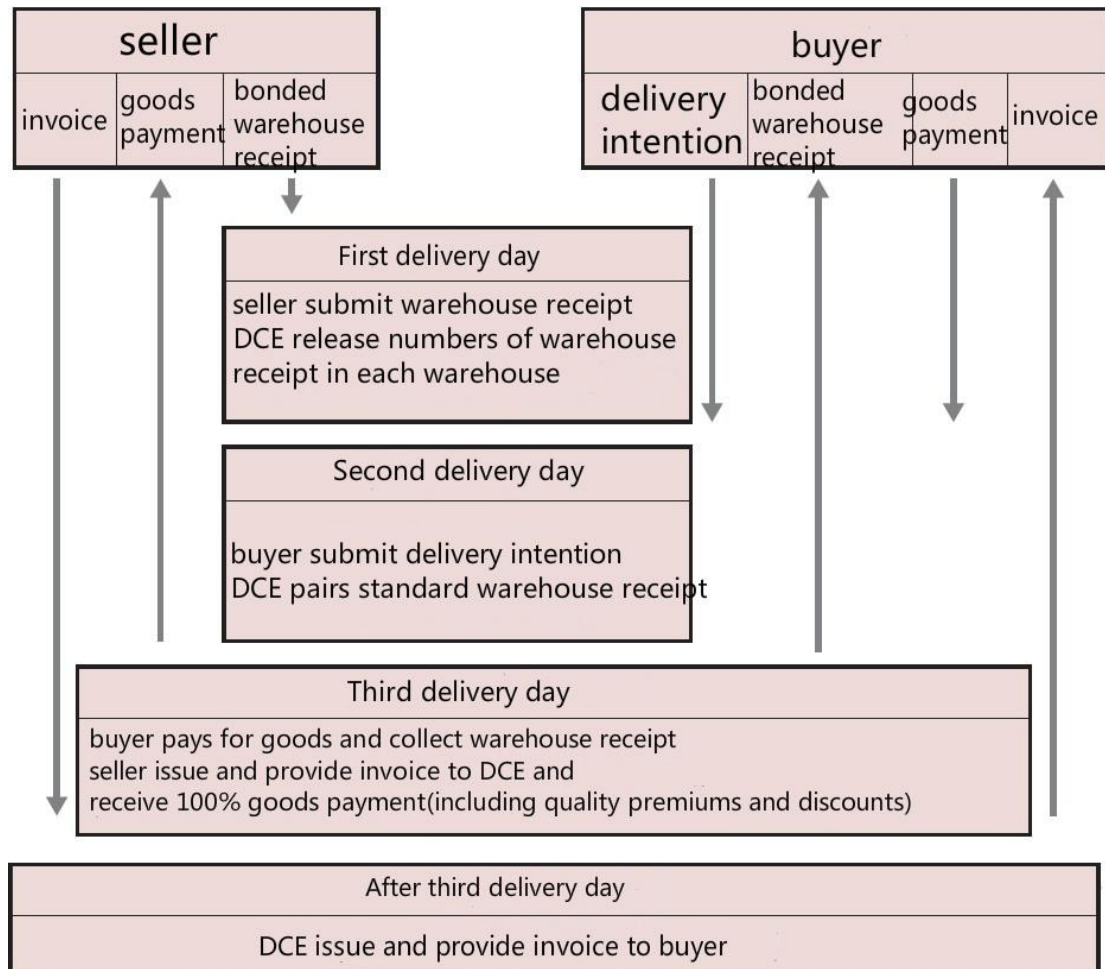 seller
invoice
goods
payment
bonded
warehouse
receipt
buyer
delivery
intention
bonded
warehouse
receipt
goods
payment
invoice
First delivery day
seller submit warehouse receipt
DCE release numbers of warehouse
receipt in each warehouse
Second delivery day
buyer submit delivery intention
DCE pairs standard warehouse receipt
Third delivery day
buyer pays for goods and collect warehouse receipt
seller issue and provide invoice to DCE and
receive 100% goods payment(including quality premiums and discounts)
After third delivery day
DCE issue and provide invoice to buyer